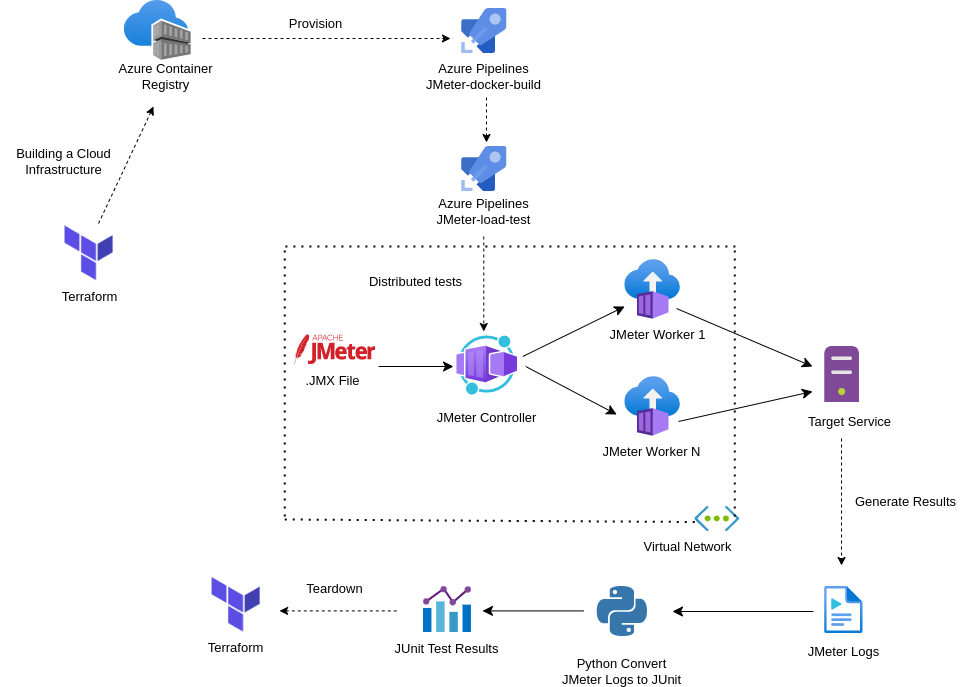 Provision
Azure Container
Registry
Azure Pipelines
JMeter-docker-build
Building a Cloud
Infrastructure
Azure Pipelines
JMeter-load-test
Terraform
Distributed tests
APACHE
JMeter
.JMX File
JMeter Controller
JMeter Worker 1
JMeter Worker N
Target Service
Generate Results
Virtual Network
Teardown
Terraform
JUnit Test Results
Python Convert
JMeter Logs to JUnit
JMeter Logs